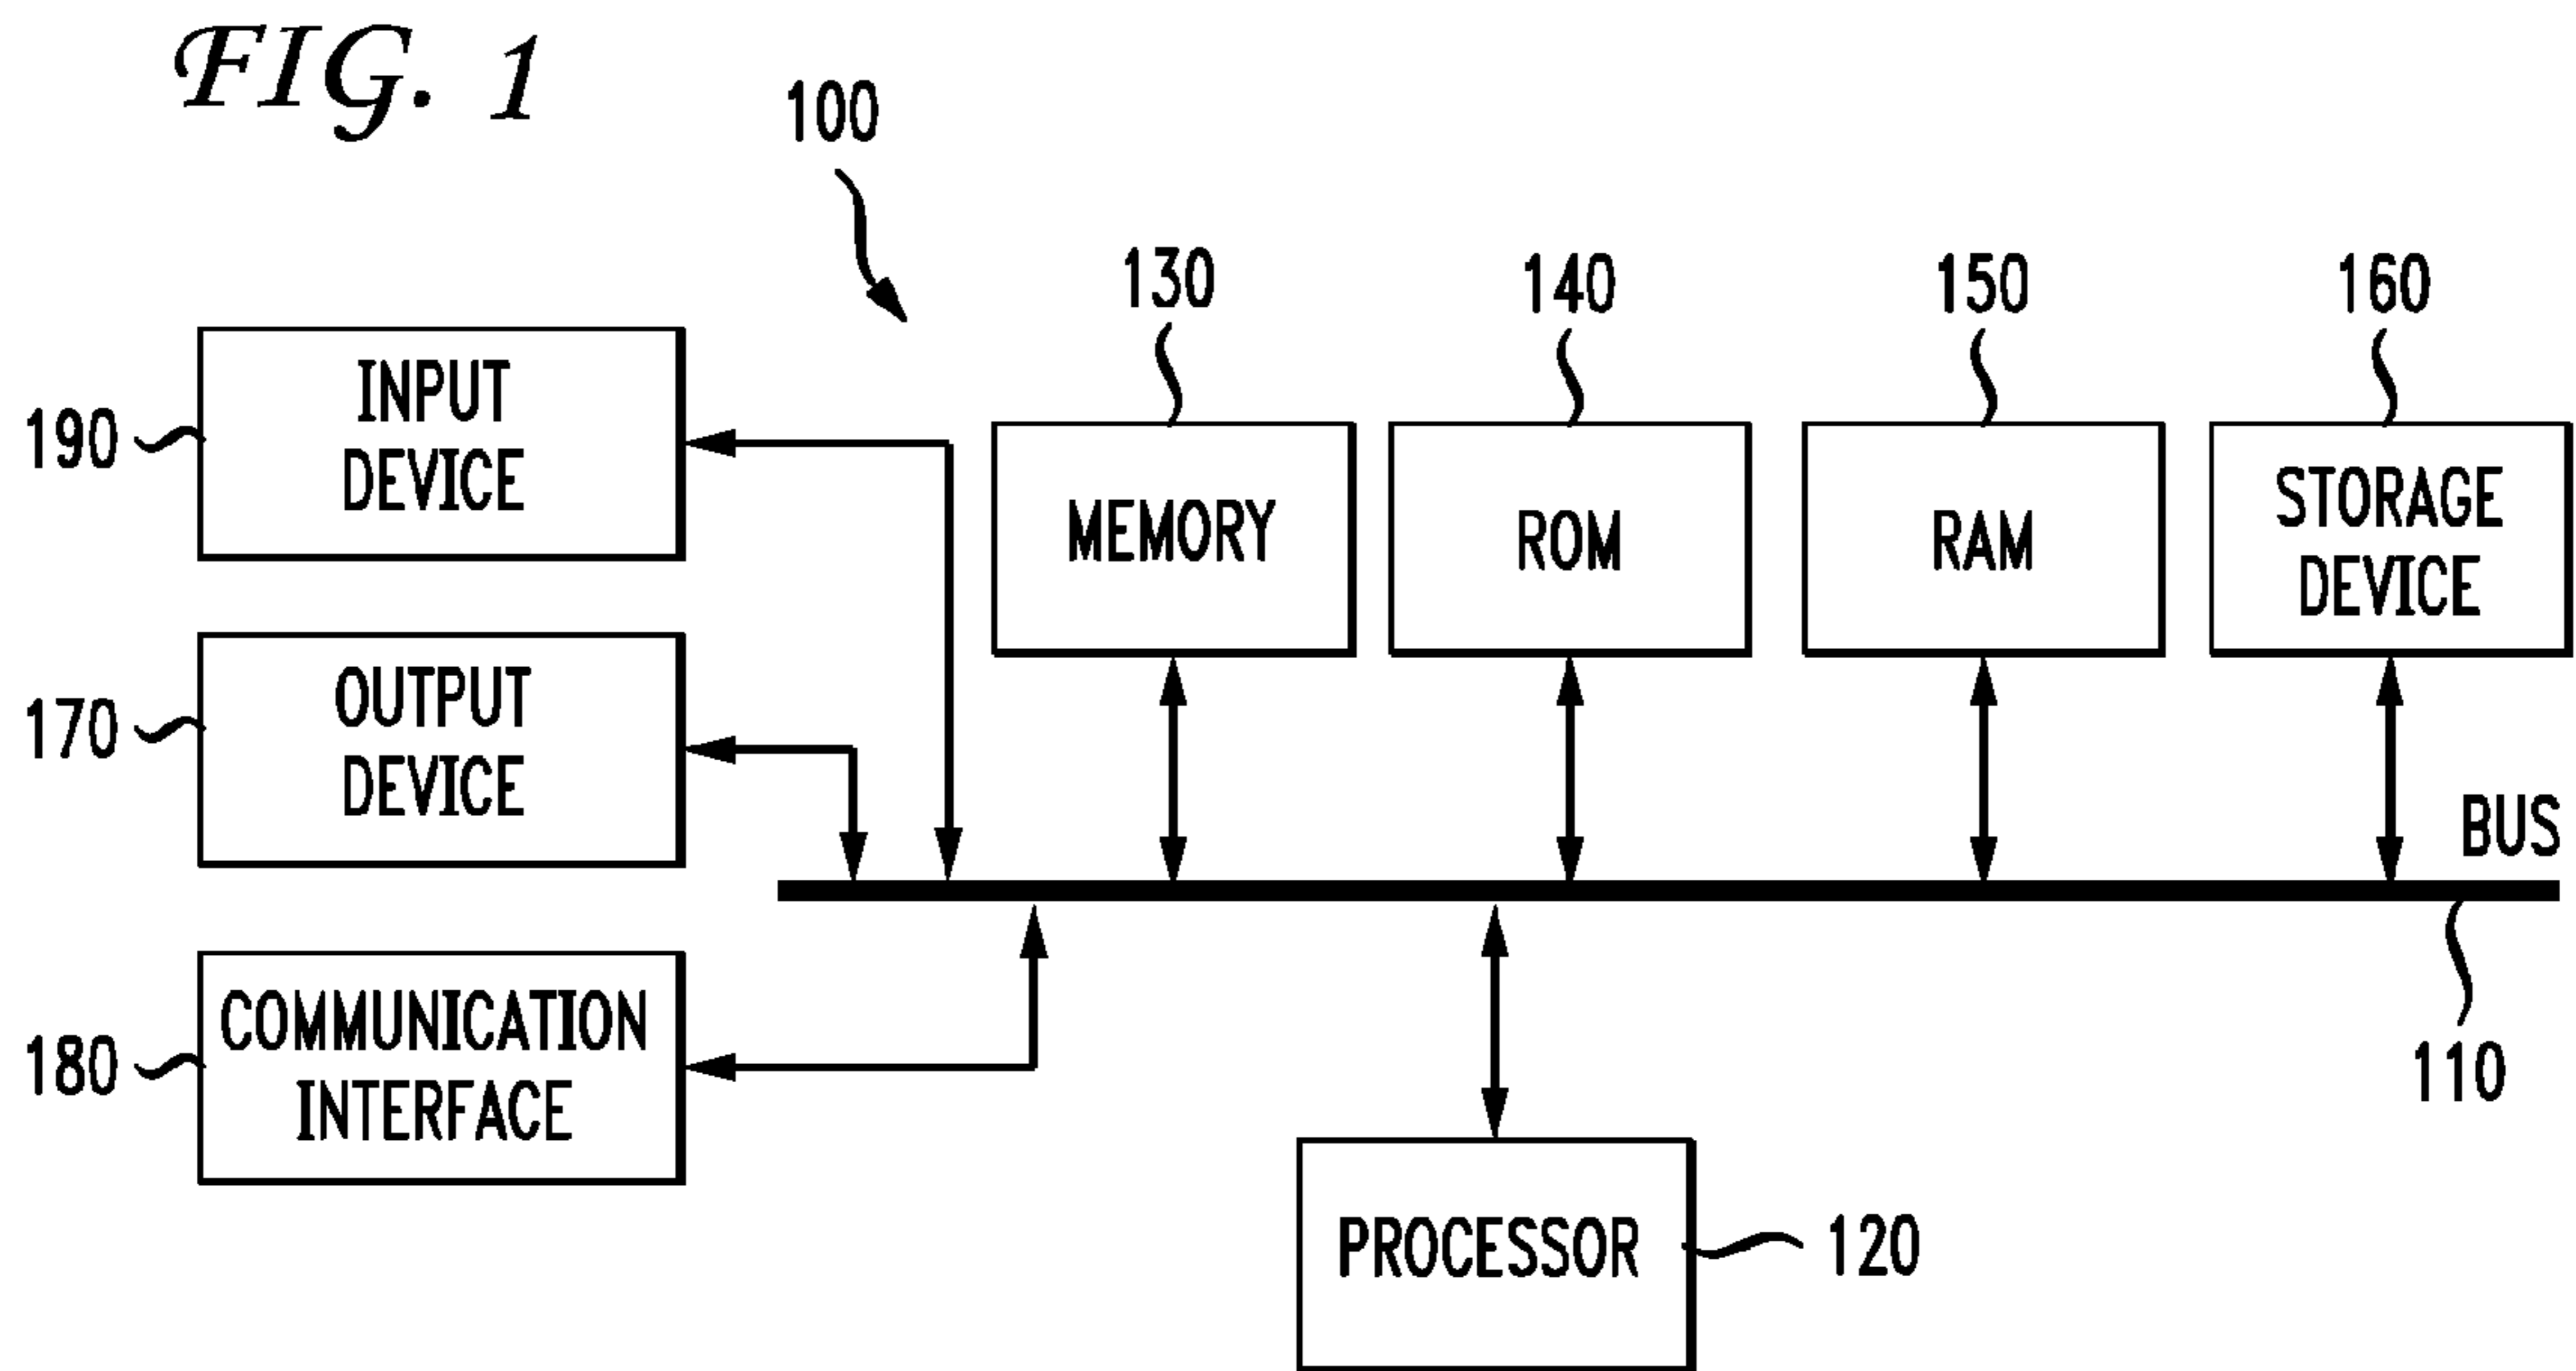 FIG. 1
100
130
140
150
160
190
INPUT
DEVICE
MEMORY
ROM
RAM
STORAGE
DEVICE
170
OUTPUT
DEVICE
BUS
180
COMMUNICATION
INTERFACE
110
PROCESSOR
120